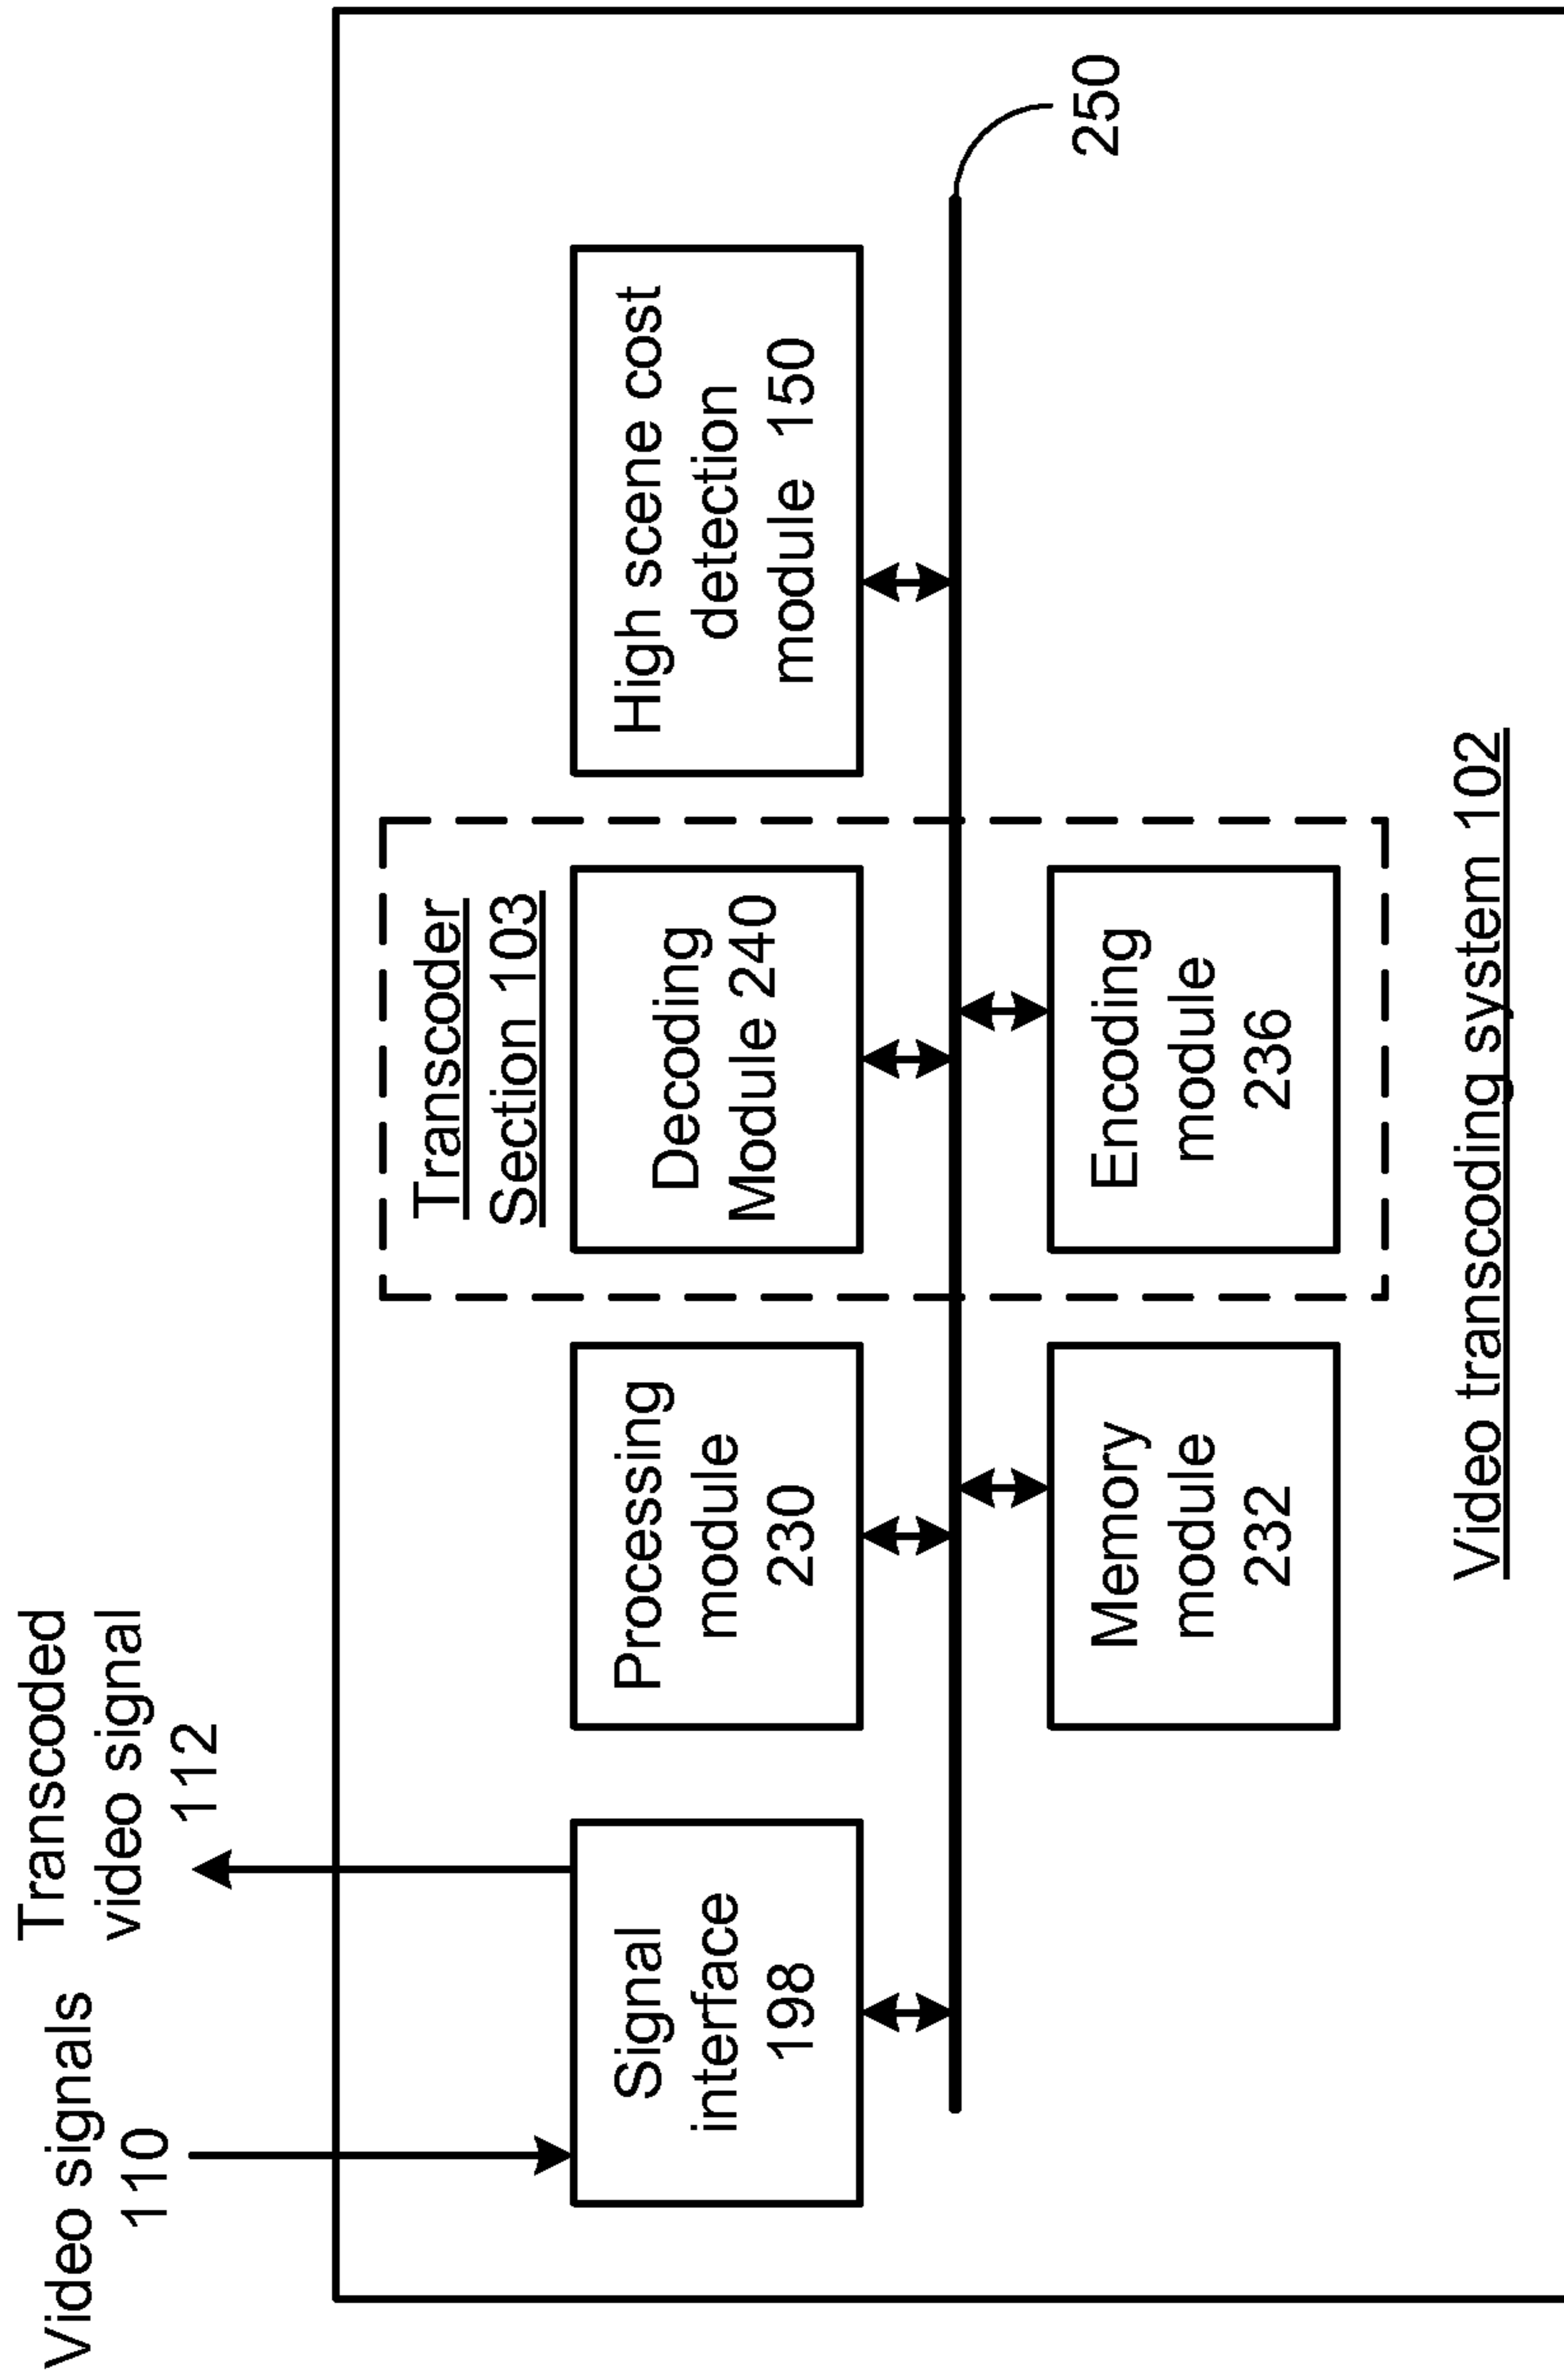 Video signals
110
Transcoded
video signal
112
Signal
interface
198
Processing
module
230
Transcoder
Section 103
Decoding
Module 240
High scene cost
detection
module 150
250
Memory
module
232
Encoding
module
236
Video transcoding system 102